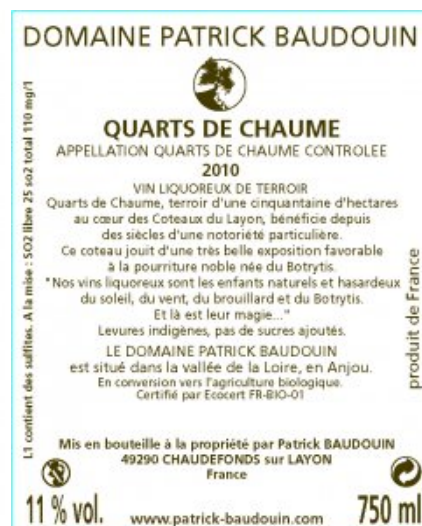 DOMAINE PATRICK BAUDOUIN
QUARTS DE CHAUME
APPELLATION QUARTS DE CHAUME CONTROLEE
2010
VIN LIQUOREUX DE TERROIR
Quarts de Chaume, terroir d'une cinquantaine d'hectares
au cœur des Coteaux du Layon, bénéficie depuis
des siècles d'une notoriété particulière.
Ce coteau jouit d'une très belle exposition favorable
à la pourriture noble née du Botrytis.
"Nos vins liquoreux sont les enfants naturels et hasardeux
du soleil, du vent, du brouillard et du Botrytis.
Et là est leur magie..."
Levures indigènes, pas de sucres ajoutés.
LE DOMAINE PATRICK BAUDOUIN
est situé dans la vallée de la Loire, en Anjou.
En conversion vers l'agriculture biologique.
Certifié par Ecocert FR-BIO-01
Mis en bouteille à la propriété par Patrick BAUDOUIN
49290 CHAUDEFONDS sur LAYON
France
11 % vol.
www.patrick-baudouin.com
750 ml
L1 contient des sulfites. A la mise : SO2 libre 25 so2 total 110 mg/1
produit de France